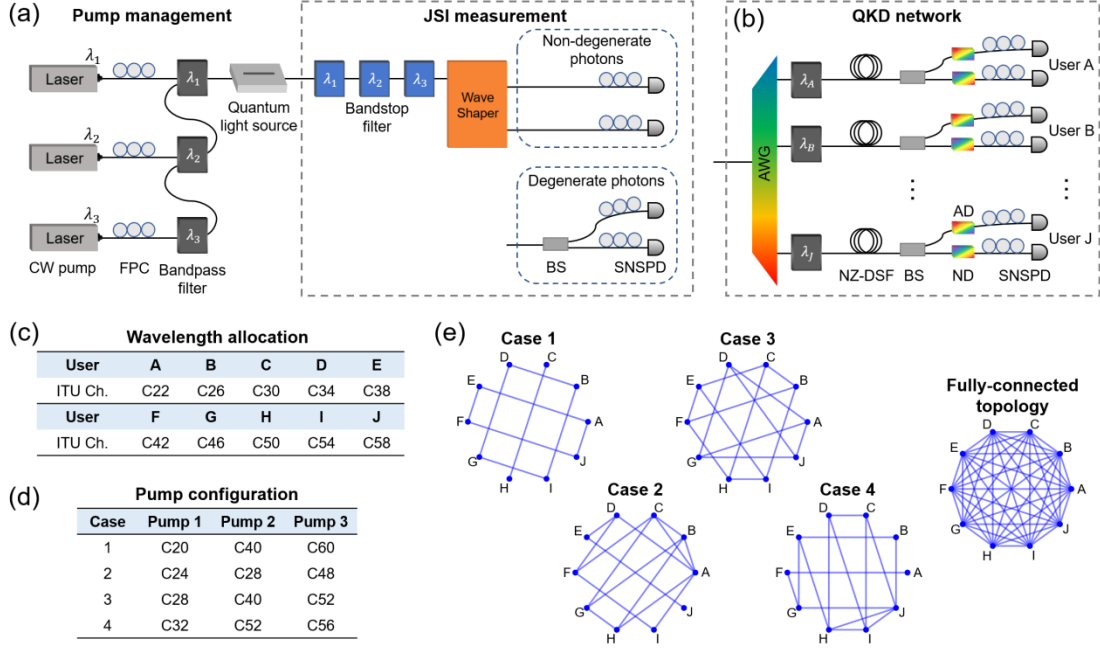 (a) Pump management
JSI measurement
λ₁
Laser
λ₁
λ₂
Laser
λ₂
λ₃
Laser
λ₃
CW pump
FPC
Bandpass
filter
Quantum
light source
λ₁ λ₂ λ₃
Bandstop
filter
Wave
Shaper
Non-degenerate
photons
Degenerate photons
BS
SNSPD
(b) QKD network
AWG
λ_A
User A
λ_B
User B
λ_J
AD
User J
NZ-DSF BS ND SNSPD
(c) Wavelength allocation
User A B C D E
ITU Ch. C22 C26 C30 C34 C38
User F G H I J
ITU Ch. C42 C46 C50 C54 C58
(d) Pump configuration
Case Pump 1 Pump 2 Pump 3
1 C20 C40 C60
2 C24 C28 C48
3 C28 C40 C52
4 C32 C52 C56
(e)
Case 1
D C
E B
F A
G J
H I
Case 3
D C
E B
F A
G J
H I
Case 2
D C
E B
F A
G J
H I
Case 4
D C
E B
F A
G J
H I
Fully-connected
topology
D C
E B
F A
G J
H I